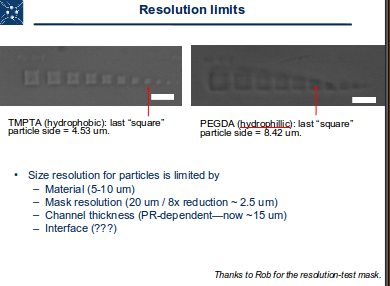 Resolution limits
TMPTA (hydrophobic): last “square”
particle side = 4.53 um.
PEGDA (hydrophillic): last “square”
particle side = 8.42 um.
• Size resolution for particles is limited by
– Material (5-10 um)
– Mask resolution (20 um / 8x reduction ~ 2.5 um)
– Channel thickness (PR-dependent—now ~15 um)
– Interface (???)
Thanks to Rob for the resolution-test mask.